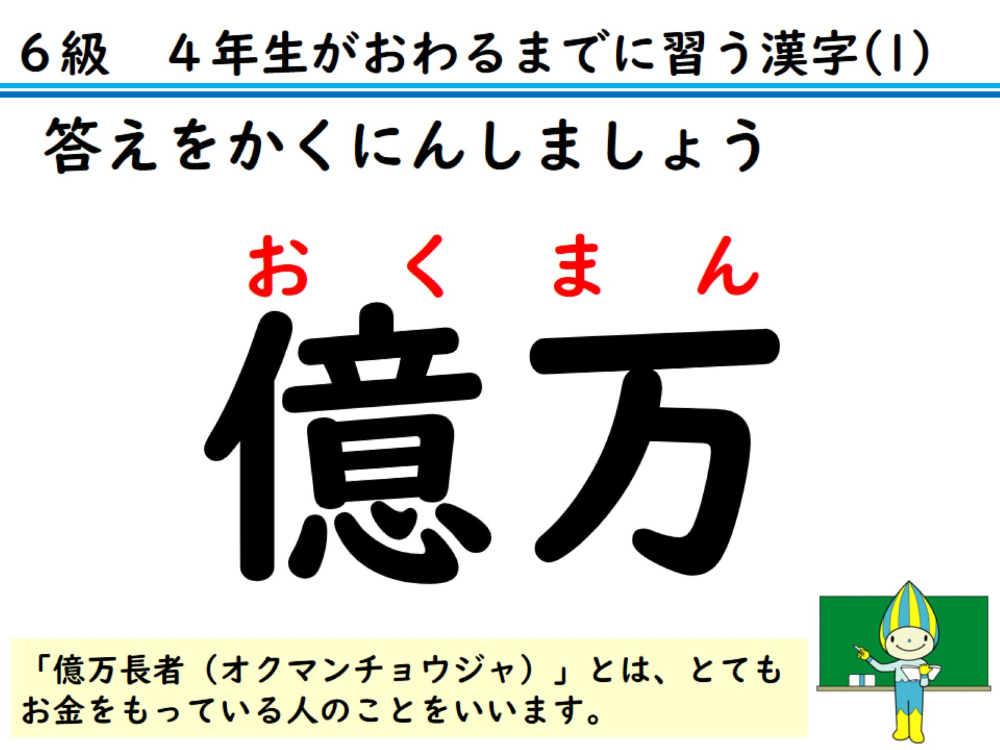 ６級　４年生がおわるまでに習う漢字(1)
答えをかくにんしましょう
おくまん
億万
「億万長者（オクマンチョウジャ）」とは、とても
お金をもっている人のことをいいます。